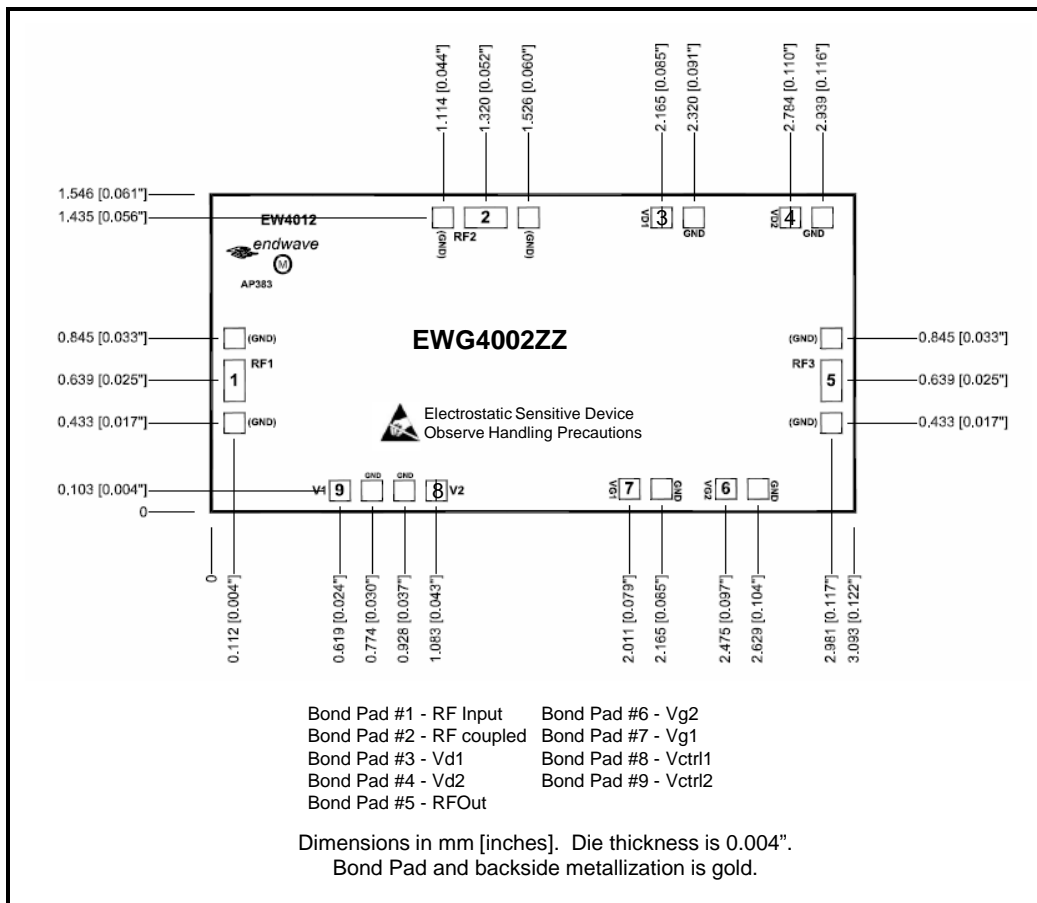 1.114 [0.044"]
1.320 [0.052"]
1.526 [0.060"]
2.165 [0.085"]
2.320 [0.091"]
2.784 [0.110"]
2.939 [0.116"]
1.546 [0.061"]
1.435 [0.056"]
EW4012
endwave
M
AP383
(GND)
2
RF2
(GND)
VD1
3
GND
VD2
4
GND
0.845 [0.033"]
(GND)
EWG4002ZZ
(GND)
0.845 [0.033"]
0.639 [0.025"]
1
RF1
RF3
5
0.639 [0.025"]
0.433 [0.017"]
(GND)
Electrostatic Sensitive Device
Observe Handling Precautions
(GND)
0.433 [0.017"]
0.103 [0.004"]
V1
9
GND
GND
8
V2
VG1
7
GND
VG2
6
GND
0
0
0.112 [0.004"]
0.619 [0.024"]
0.774 [0.030"]
0.928 [0.037"]
1.083 [0.043"]
2.011 [0.079"]
2.165 [0.085"]
2.475 [0.097"]
2.629 [0.104"]
2.981 [0.117"]
3.093 [0.122"]
Bond Pad #1 - RF Input
Bond Pad #2 - RF coupled
Bond Pad #3 - Vd1
Bond Pad #4 - Vd2
Bond Pad #5 - RFOut
Bond Pad #6 - Vg2
Bond Pad #7 - Vg1
Bond Pad #8 - Vctrl1
Bond Pad #9 - Vctrl2
Dimensions in mm [inches].  Die thickness is 0.004”.
Bond Pad and backside metallization is gold.